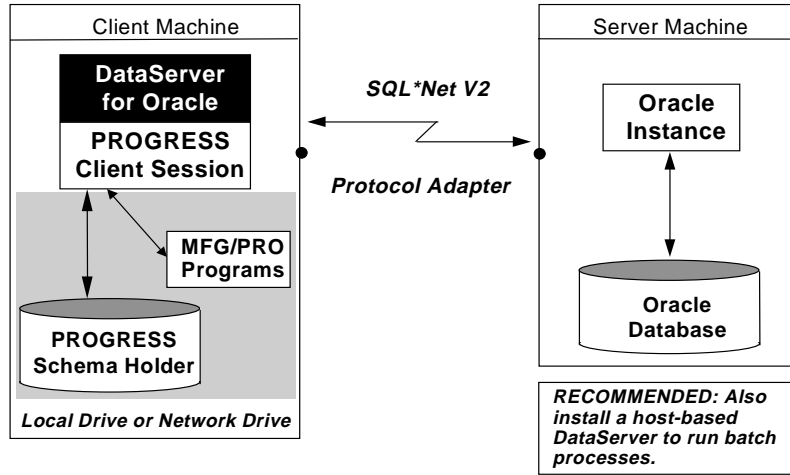 Client Machine
DataServer
for Oracle
PROGRESS
Client Session
MFG/PRO
Programs
PROGRESS
Schema Holder
Local Drive or Network Drive
SQL*Net V2
Protocol Adapter
Server Machine
Oracle
Instance
Oracle
Database
RECOMMENDED: Also
install a host-based
DataServer to run batch
processes.